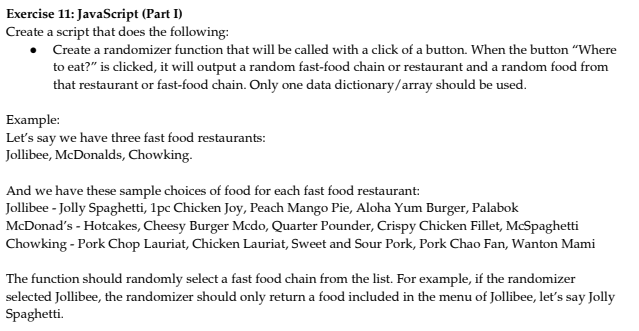 Exercise 11: JavaScript (Part I)
Create a script that does the following:
● Create a randomizer function that will be called with a click of a button. When the button “Where
to eat?” is clicked, it will output a random fast-food chain or restaurant and a random food from
that restaurant or fast-food chain. Only one data dictionary/array should be used.
Example:
Let’s say we have three fast food restaurants:
Jollibee, McDonalds, Chowking.
And we have these sample choices of food for each fast food restaurant:
Jollibee - Jolly Spaghetti, 1pc Chicken Joy, Peach Mango Pie, Aloha Yum Burger, Palabok
McDonad’s - Hotcakes, Cheesy Burger Mcdo, Quarter Pounder, Crispy Chicken Fillet, McSpaghetti
Chowking - Pork Chop Lauriat, Chicken Lauriat, Sweet and Sour Pork, Pork Chao Fan, Wanton Mami
The function should randomly select a fast food chain from the list. For example, if the randomizer
selected Jollibee, the randomizer should only return a food included in the menu of Jollibee, let’s say Jolly
Spaghetti.